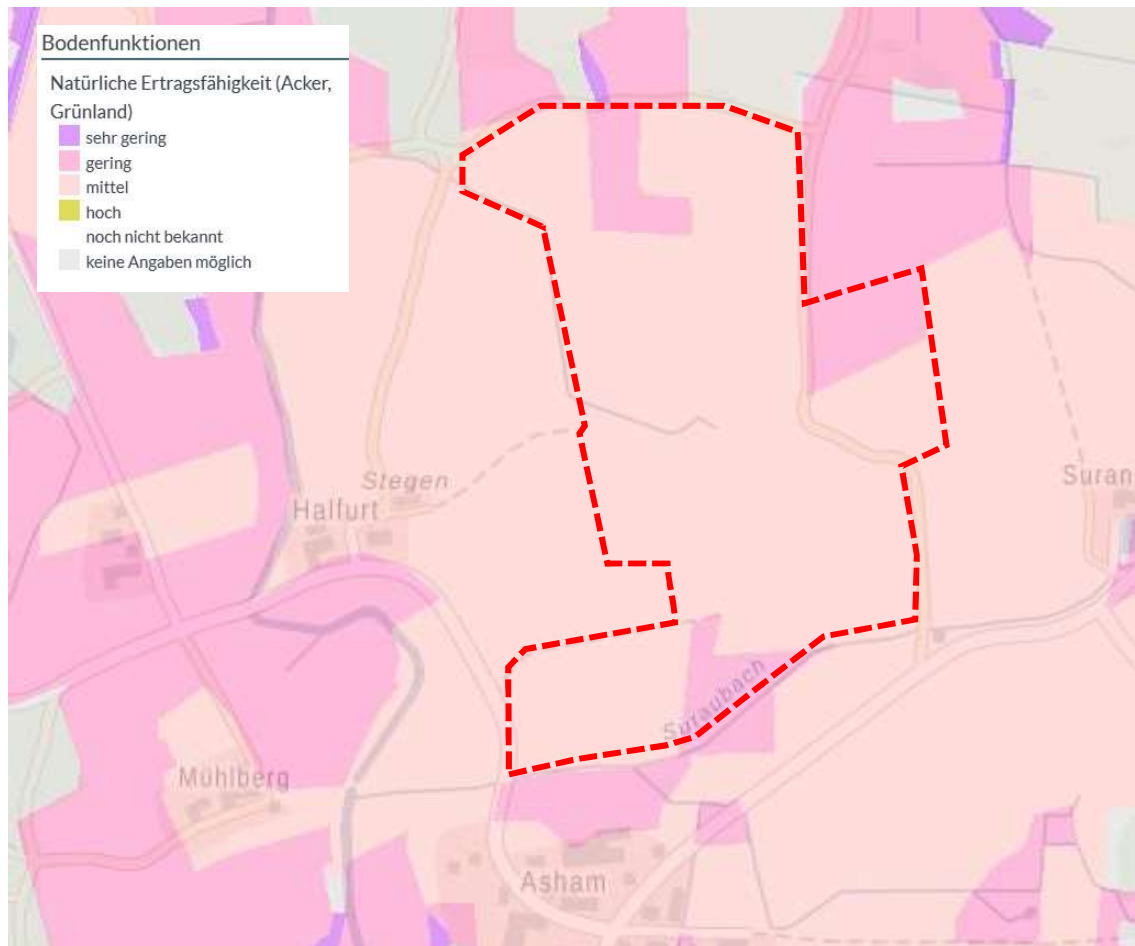 Bodenfunktionen
Natürliche Ertragsfähigkeit (Acker,
Grünland)
sehr gering
gering
mittel
hoch
noch nicht bekannt
keine Angaben möglich
Stegen
Halfurt
Suran
Suraubach
Mühlberg
Asham